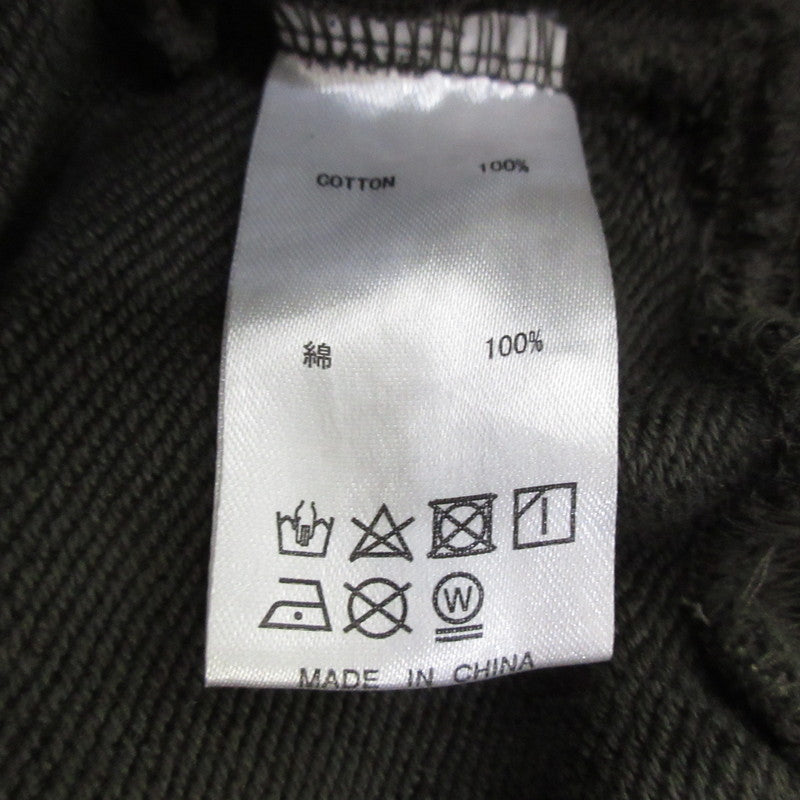 COTTON 100%
綿 100%
W
MADE IN CHINA